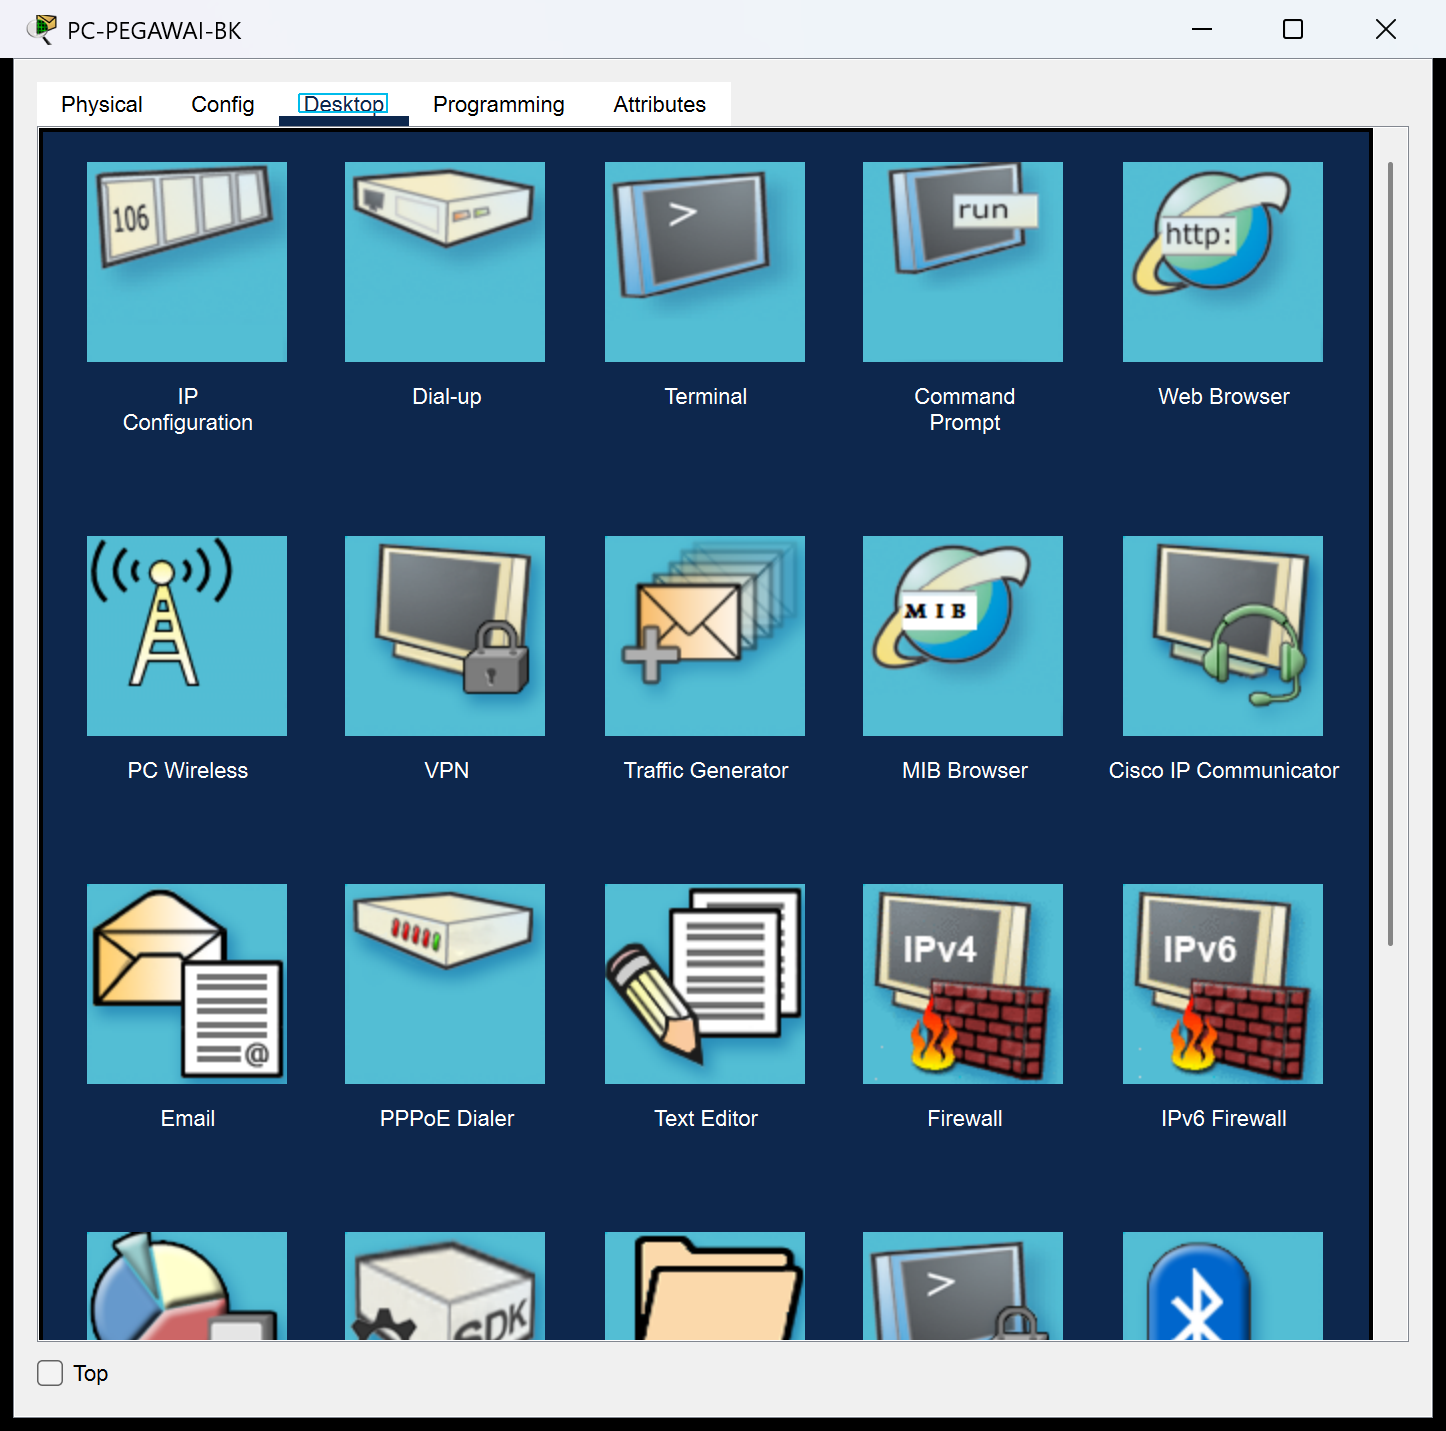 PC-PEGAWAI-BK
Physical Config Desktop Programming Attributes
106
>
run
http:
IP
Configuration
Dial-up
Terminal
Command
Prompt
Web Browser
MIB
PC Wireless
VPN
Traffic Generator
MIB Browser
Cisco IP Communicator
@
IPv4
IPv6
Email
PPPoE Dialer
Text Editor
Firewall
IPv6 Firewall
SDK
>
Top